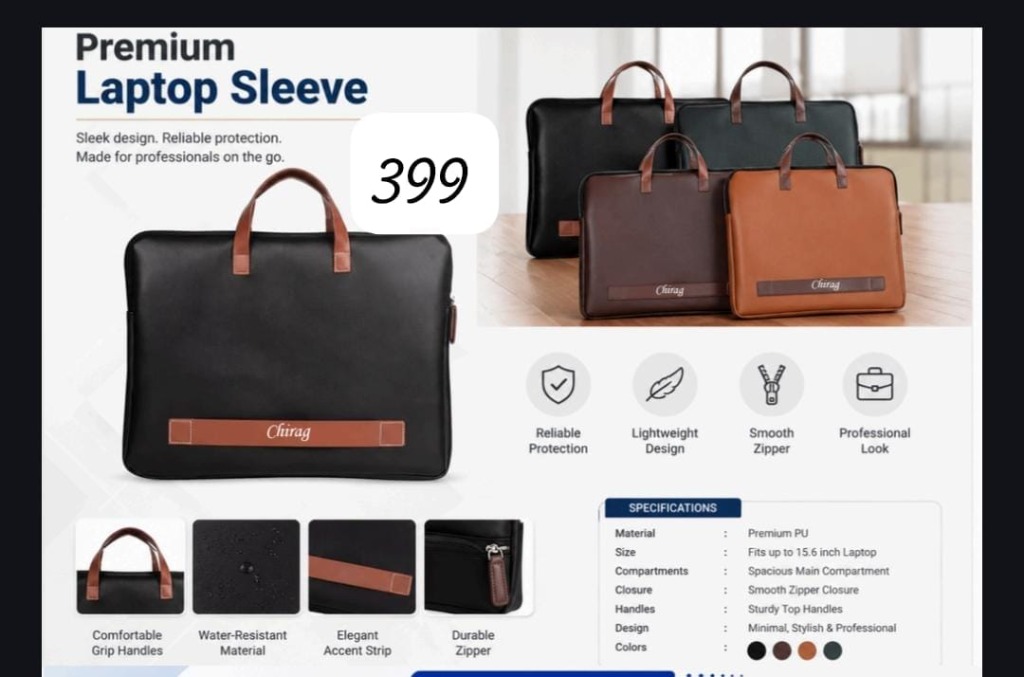 Premium
Laptop Sleeve
Sleek design. Reliable protection.
Made for professionals on the go.
399
Chirag
Chirag
Chirag
Reliable
Protection
Lightweight
Design
Smooth
Zipper
Professional
Look
Comfortable
Grip Handles
Water-Resistant
Material
Elegant
Accent Strip
Durable
Zipper
SPECIFICATIONS
Material : Premium PU
Size : Fits up to 15.6 inch Laptop
Compartments : Spacious Main Compartment
Closure : Smooth Zipper Closure
Handles : Sturdy Top Handles
Design : Minimal, Stylish & Professional
Colors :